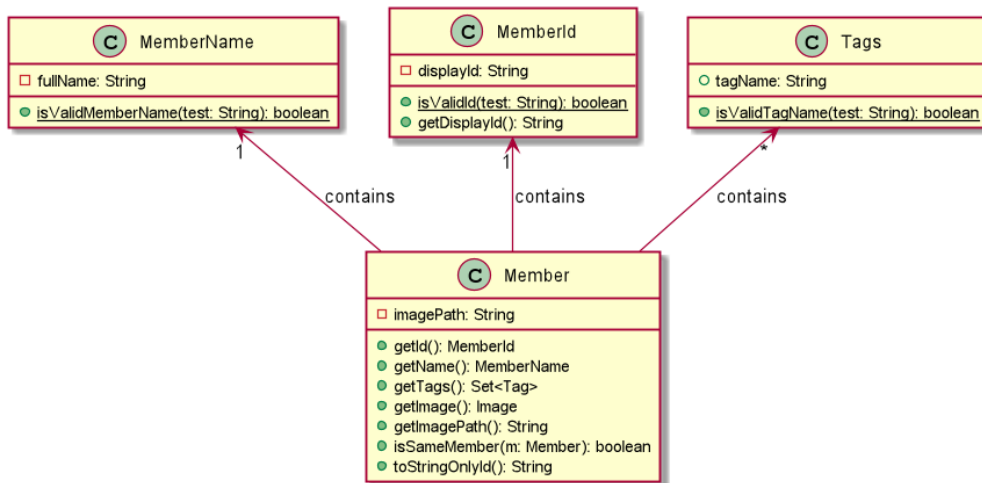 C MemberName
fullName: String
isValidMemberName(test: String): boolean
C MemberId
displayId: String
isValidId(test: String): boolean
getDisplayId(): String
C Tags
tagName: String
isValidTagName(test: String): boolean
1
1
*
contains
contains
contains
C Member
imagePath: String
getId(): MemberId
getName(): MemberName
getTags(): Set<Tag>
getImage(): Image
getImagePath(): String
isSameMember(m: Member): boolean
toStringOnlyId(): String